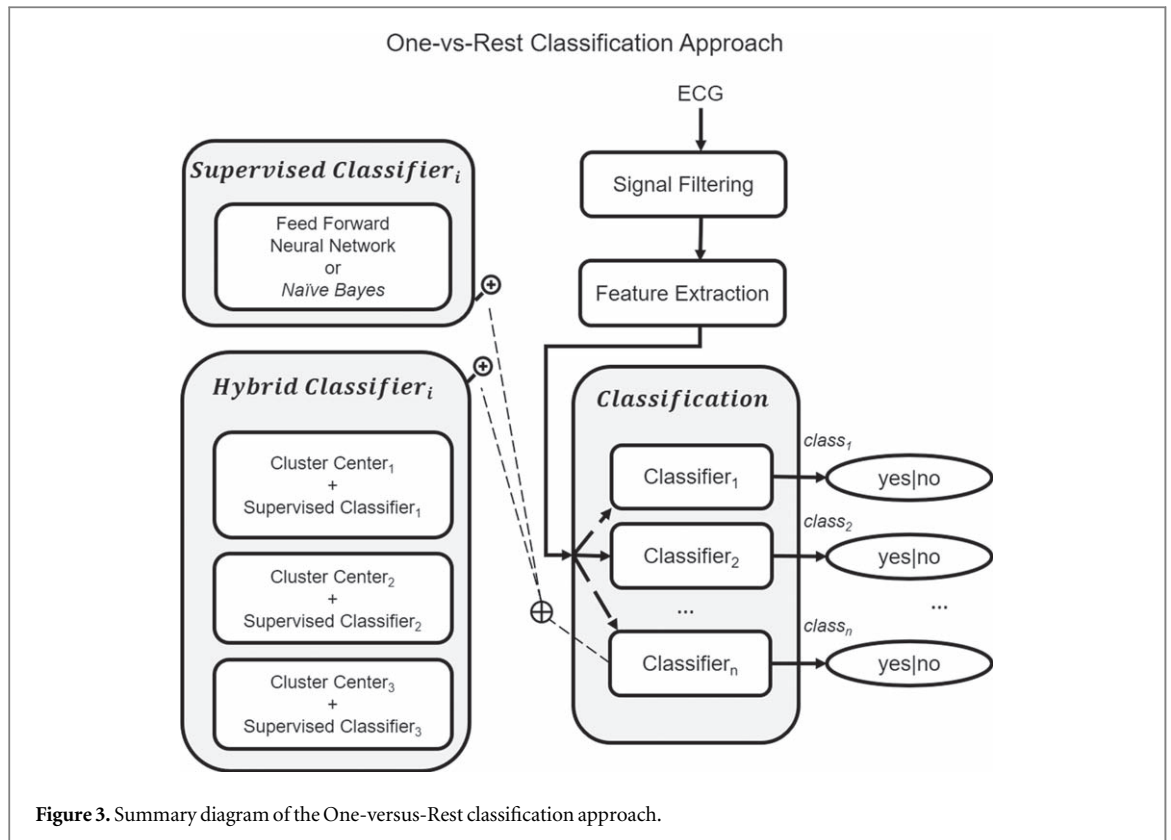 One-vs-Rest Classification Approach
ECG
Signal Filtering
Feature Extraction
Supervised Classifierᵢ
Feed Forward
Neural Network
or
Naïve Bayes
Hybrid Classifierᵢ
Cluster Center₁
+
Supervised Classifier₁
Cluster Center₂
+
Supervised Classifier₂
Cluster Center₃
+
Supervised Classifier₃
Classification
Classifier₁
Classifier₂
...
Classifierₙ
class₁
yes|no
class₂
yes|no
...
classₙ
yes|no
Figure 3. Summary diagram of the One-versus-Rest classification approach.